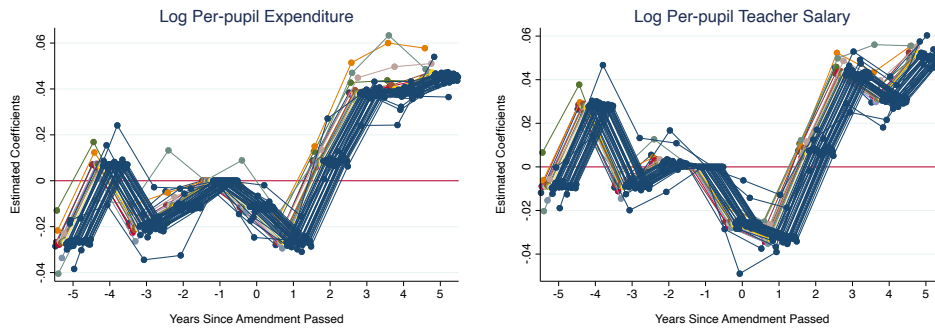 Log Per-pupil Expenditure
Estimated Coefficients
.06
.04
.02
0
-.02
-.04
-5 -4 -3 -2 -1 0 1 2 3 4 5
Years Since Amendment Passed
Log Per-pupil Teacher Salary
Estimated Coefficients
.06
.04
.02
0
-.02
-.04
-5 -4 -3 -2 -1 0 1 2 3 4 5
Years Since Amendment Passed